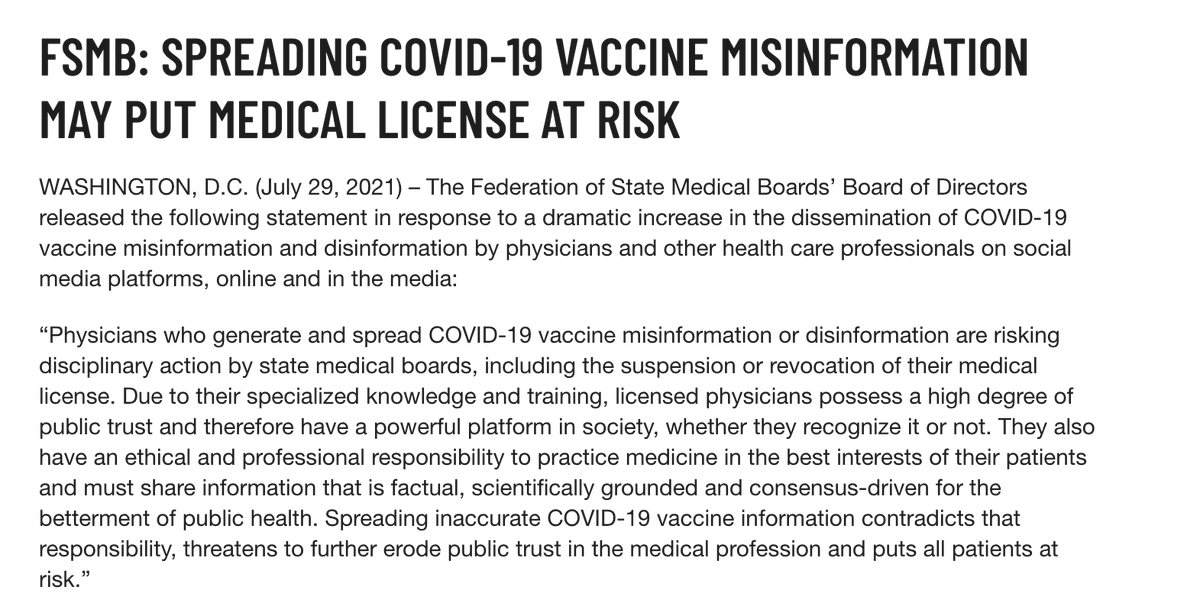 FSMB: SPREADING COVID-19 VACCINE MISINFORMATION
MAY PUT MEDICAL LICENSE AT RISK
WASHINGTON, D.C. (July 29, 2021) – The Federation of State Medical Boards’ Board of Directors
released the following statement in response to a dramatic increase in the dissemination of COVID-19
vaccine misinformation and disinformation by physicians and other health care professionals on social
media platforms, online and in the media:
“Physicians who generate and spread COVID-19 vaccine misinformation or disinformation are risking
disciplinary action by state medical boards, including the suspension or revocation of their medical
license. Due to their specialized knowledge and training, licensed physicians possess a high degree of
public trust and therefore have a powerful platform in society, whether they recognize it or not. They also
have an ethical and professional responsibility to practice medicine in the best interests of their patients
and must share information that is factual, scientifically grounded and consensus-driven for the
betterment of public health. Spreading inaccurate COVID-19 vaccine information contradicts that
responsibility, threatens to further erode public trust in the medical profession and puts all patients at
risk.”